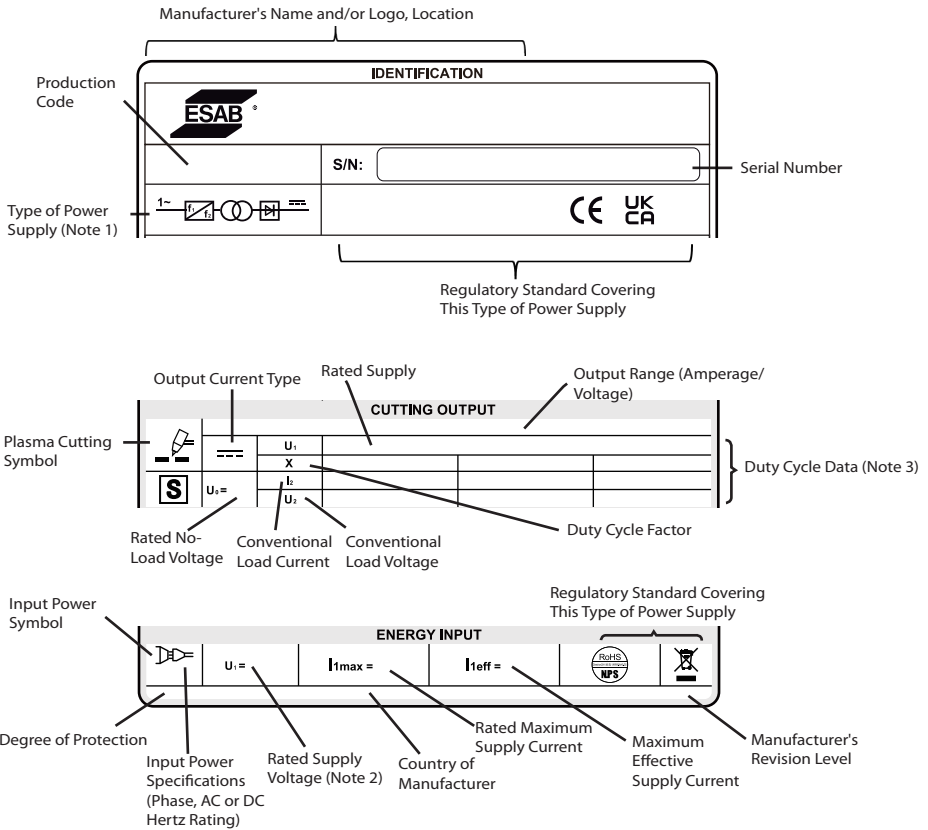 Manufacturer's Name and/or Logo, Location
IDENTIFICATION
Production
Code
ESAB ®
S/N:
Serial Number
Type of Power
Supply (Note 1)
1~
f₁
f₂
CE
UK
CA
Regulatory Standard Covering
This Type of Power Supply
Output Current Type
Rated Supply
Output Range (Amperage/
Voltage)
CUTTING OUTPUT
Plasma Cutting
Symbol
U₁
X
Duty Cycle Data (Note 3)
S
U₀=
I₂
U₂
Rated No-
Load Voltage
Conventional
Load Current
Conventional
Load Voltage
Duty Cycle Factor
Input Power
Symbol
Regulatory Standard Covering
This Type of Power Supply
ENERGY INPUT
U₁=
I1max =
I1eff =
RoHS
NPS
Degree of Protection
Input Power
Specifications
(Phase, AC or DC
Hertz Rating)
Rated Supply
Voltage (Note 2)
Country of
Manufacturer
Rated Maximum
Supply Current
Maximum
Effective
Supply Current
Manufacturer's
Revision Level